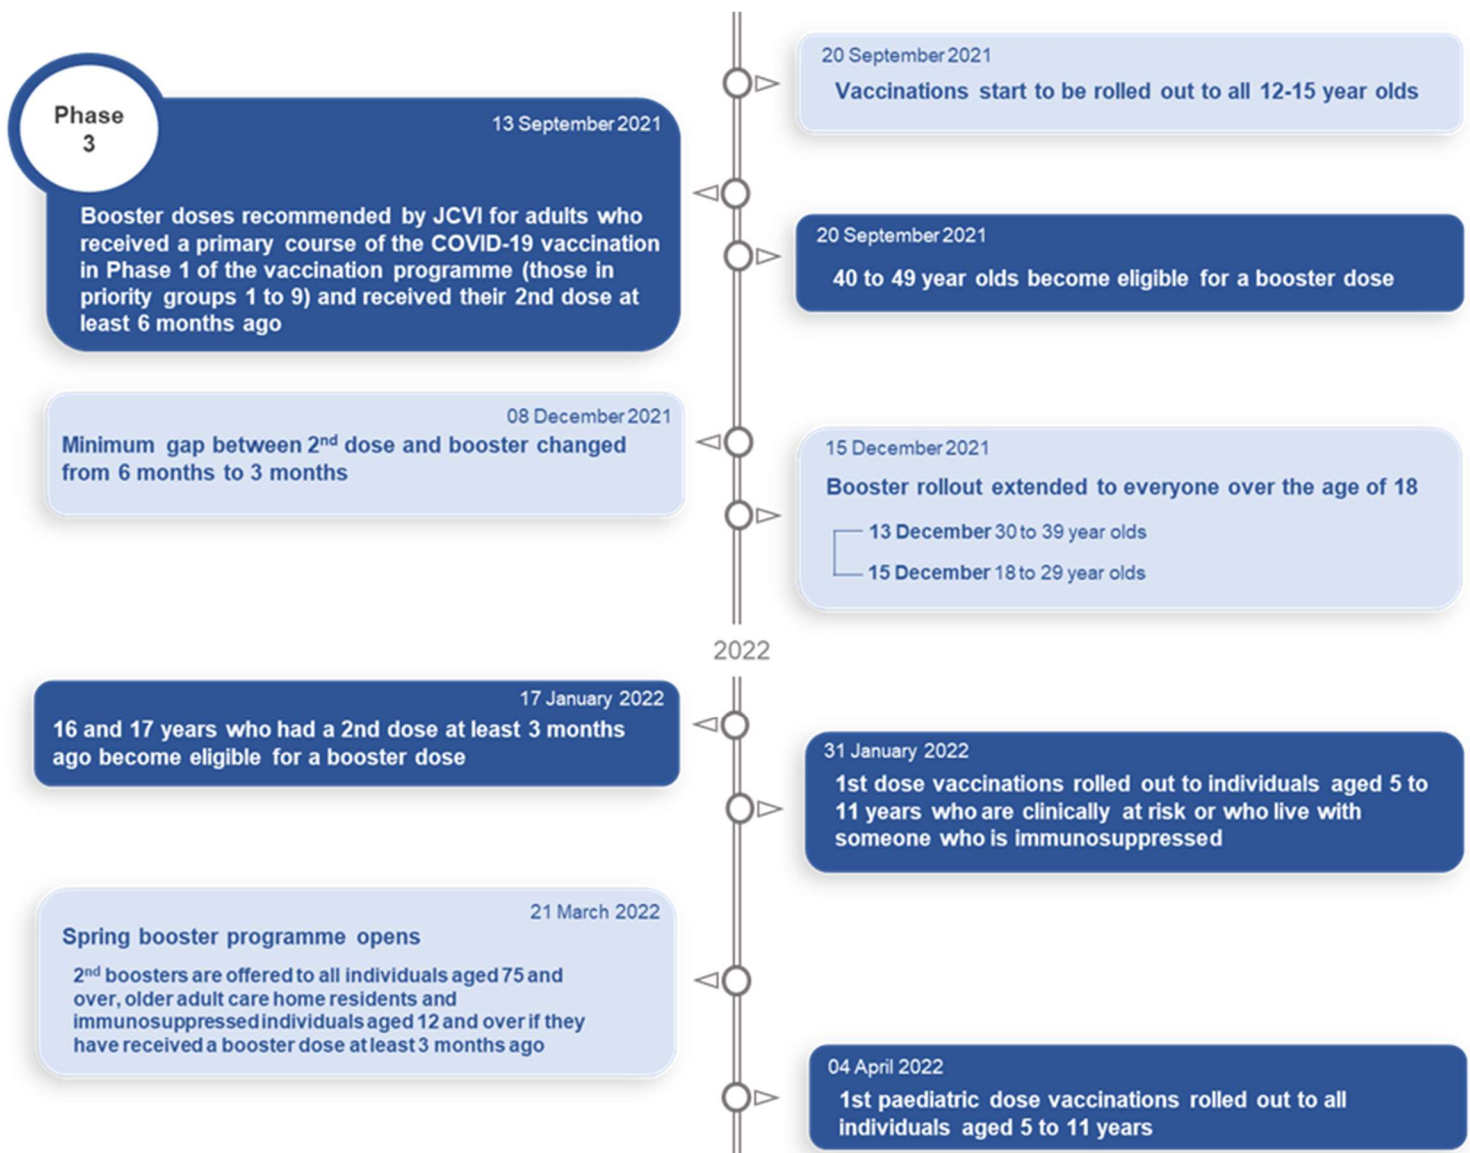 20 September 2021
Vaccinations start to be rolled out to all 12-15 year olds
Phase
3
13 September 2021
Booster doses recommended by JCVI for adults who
received a primary course of the COVID-19 vaccination
in Phase 1 of the vaccination programme (those in
priority groups 1 to 9) and received their 2nd dose at
least 6 months ago
20 September 2021
40 to 49 year olds become eligible for a booster dose
08 December 2021
Minimum gap between 2nd dose and booster changed
from 6 months to 3 months
15 December 2021
Booster rollout extended to everyone over the age of 18
13 December 30 to 39 year olds
15 December 18 to 29 year olds
2022
17 January 2022
16 and 17 years who had a 2nd dose at least 3 months
ago become eligible for a booster dose
31 January 2022
1st dose vaccinations rolled out to individuals aged 5 to
11 years who are clinically at risk or who live with
someone who is immunosuppressed
21 March 2022
Spring booster programme opens
2nd boosters are offered to all individuals aged 75 and
over, older adult care home residents and
immunosuppressed individuals aged 12 and over if they
have received a booster dose at least 3 months ago
04 April 2022
1st paediatric dose vaccinations rolled out to all
individuals aged 5 to 11 years